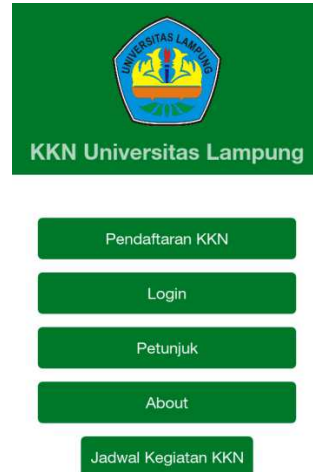 UNIVERSITAS LAMPUNG
KKN Universitas Lampung
Pendaftaran KKN
Login
Petunjuk
About
Jadwal Kegiatan KKN